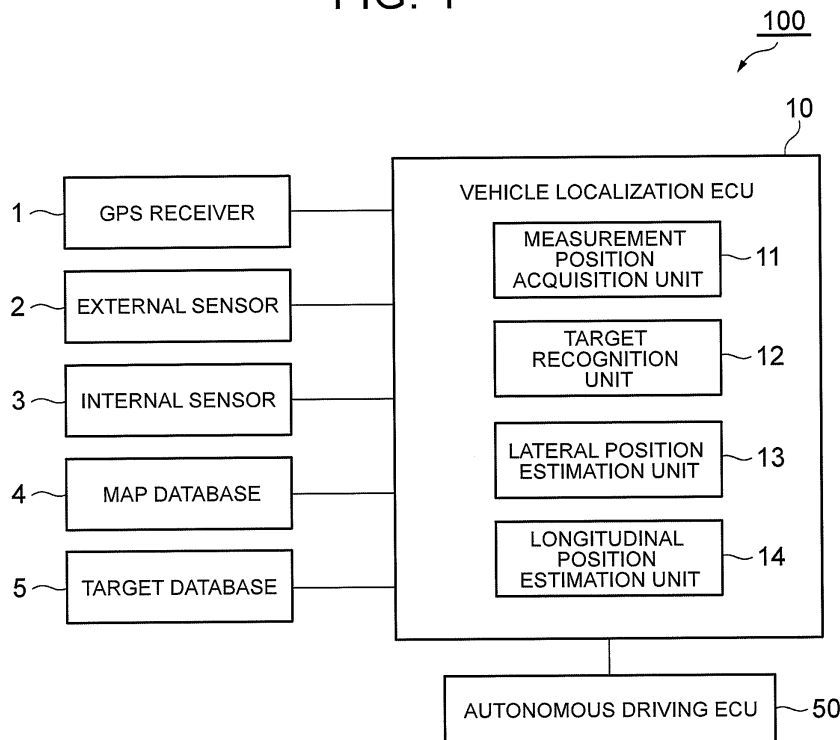 100
10
VEHICLE LOCALIZATION ECU
1
GPS RECEIVER
MEASUREMENT
POSITION
ACQUISITION UNIT
11
2
EXTERNAL SENSOR
TARGET
RECOGNITION
UNIT
12
3
INTERNAL SENSOR
LATERAL POSITION
ESTIMATION UNIT
13
4
MAP DATABASE
LONGITUDINAL
POSITION
ESTIMATION UNIT
14
5
TARGET DATABASE
AUTONOMOUS DRIVING ECU
50